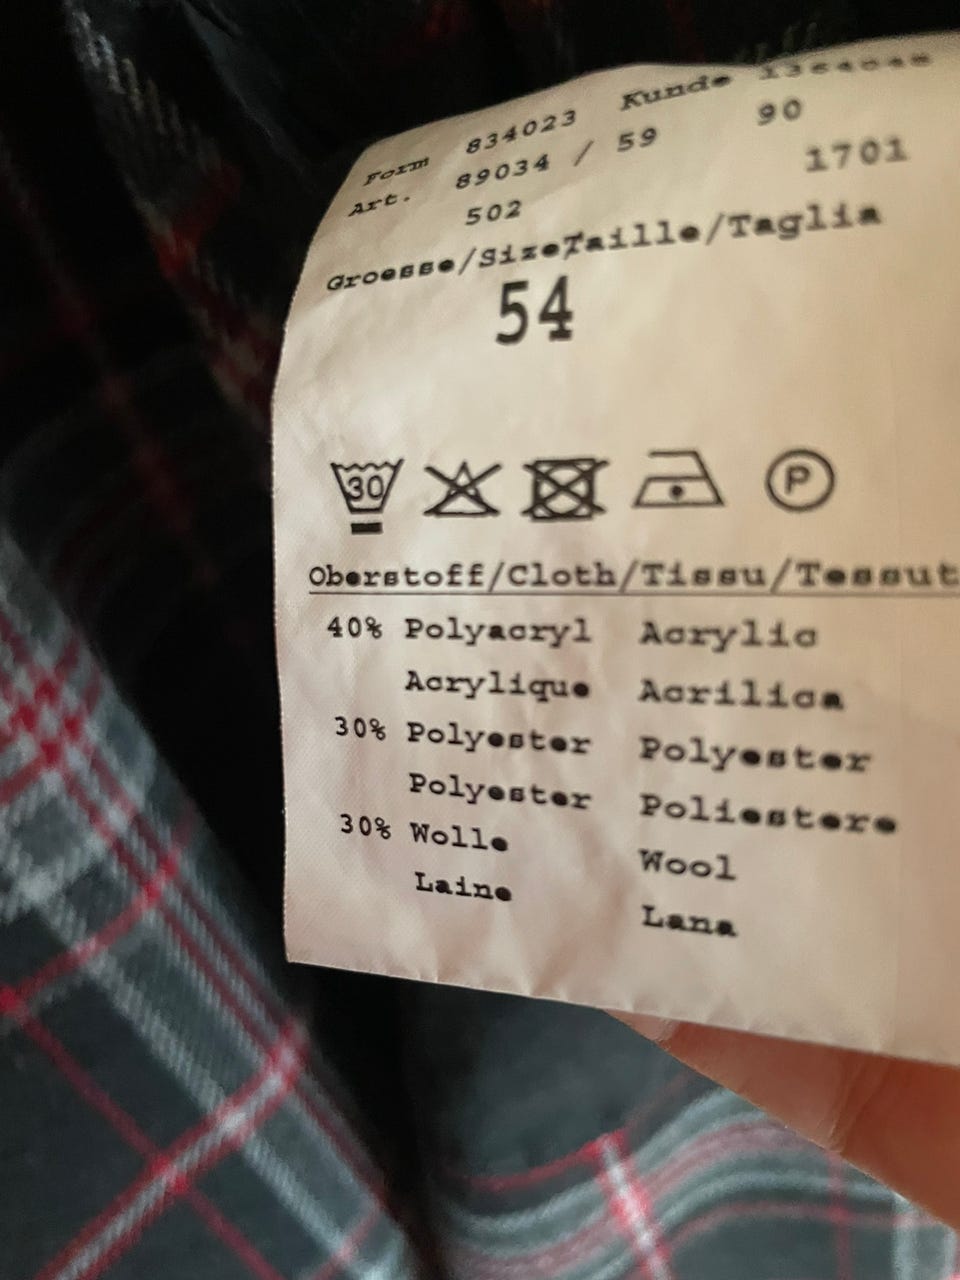 Form 834023 Kunde
Art. 89034 / 59 90
502 1701
Groesse/Size/Taille/Taglia
54
30 P
Oberstoff/Cloth/Tissu/Tessut
40% Polyacryl Acrylic
Acrylique Acrilica
30% Polyester Polyester
Polyester Poliestere
30% Wolle Wool
Laine Lana